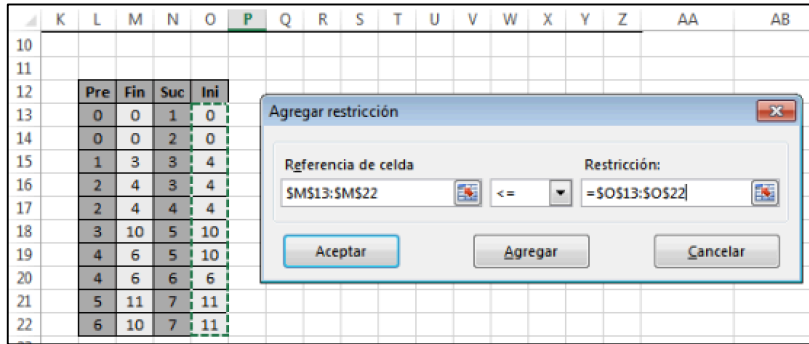 K L M N O P Q R S T U V W X Y Z AA AB
10
11
12 Pre Fin Suc Ini
13 0 0 1 0
14 0 0 2 0
15 1 3 3 4
16 2 4 3 4
17 2 4 4 4
18 3 10 5 10
19 4 6 5 10
20 4 6 6 6
21 5 11 7 11
22 6 10 7 11
Agregar restricción
Referencia de celda Restricción:
$M$13:$M$22 <= =$O$13:$O$22
Aceptar Agregar Cancelar